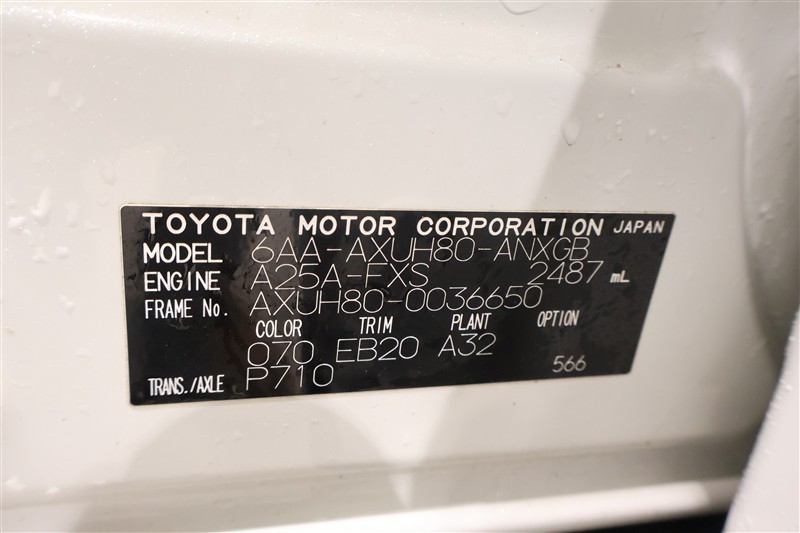 TOYOTA MOTOR CORPORATION JAPAN
MODEL 6AA-AXUH80-ANXGB
ENGINE A25A-FXS 2487 mL
FRAME No. AXUH80-0036650
COLOR TRIM PLANT OPTION
070 EB20 A32
TRANS./AXLE P710 566